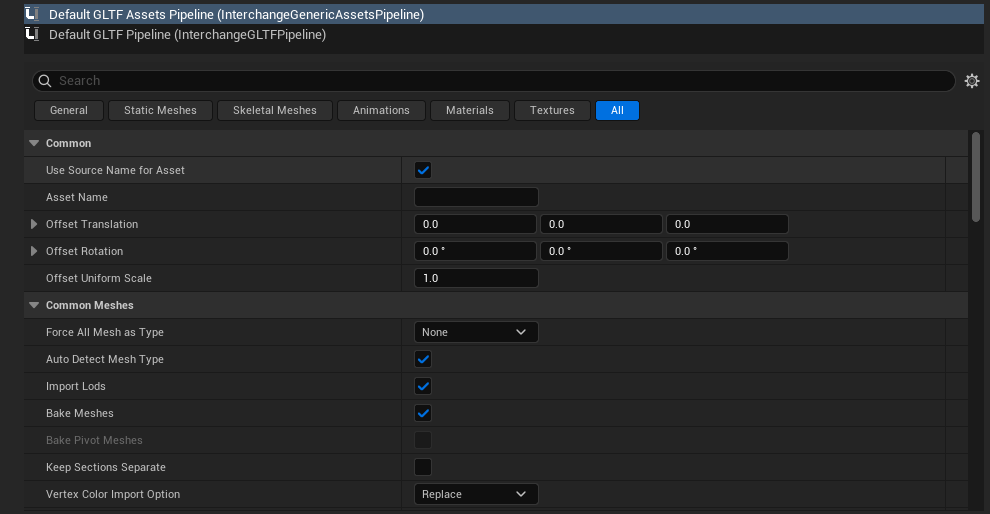 Default GLTF Assets Pipeline (InterchangeGenericAssetsPipeline)
Default GLTF Pipeline (InterchangeGLTFPipeline)
Search
General Static Meshes Skeletal Meshes Animations Materials Textures All
Common
Use Source Name for Asset
Asset Name
Offset Translation 0.0 0.0 0.0
Offset Rotation 0.0 ° 0.0 ° 0.0 °
Offset Uniform Scale 1.0
Common Meshes
Force All Mesh as Type None
Auto Detect Mesh Type
Import Lods
Bake Meshes
Bake Pivot Meshes
Keep Sections Separate
Vertex Color Import Option Replace